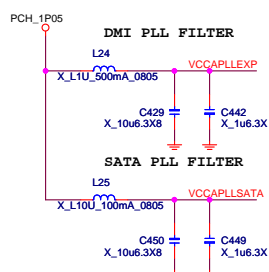 PCH_1P05
DMI PLL FILTER
L24
VCCAPLLEXP
X_L1U_500mA_0805
C429
C442
X_10u6.3X8
X_1u6.3X
SATA PLL FILTER
L25
VCCAPLLSATA
X_L10U_100mA_0805
C450
C449
X_10u6.3X8
X_1u6.3X